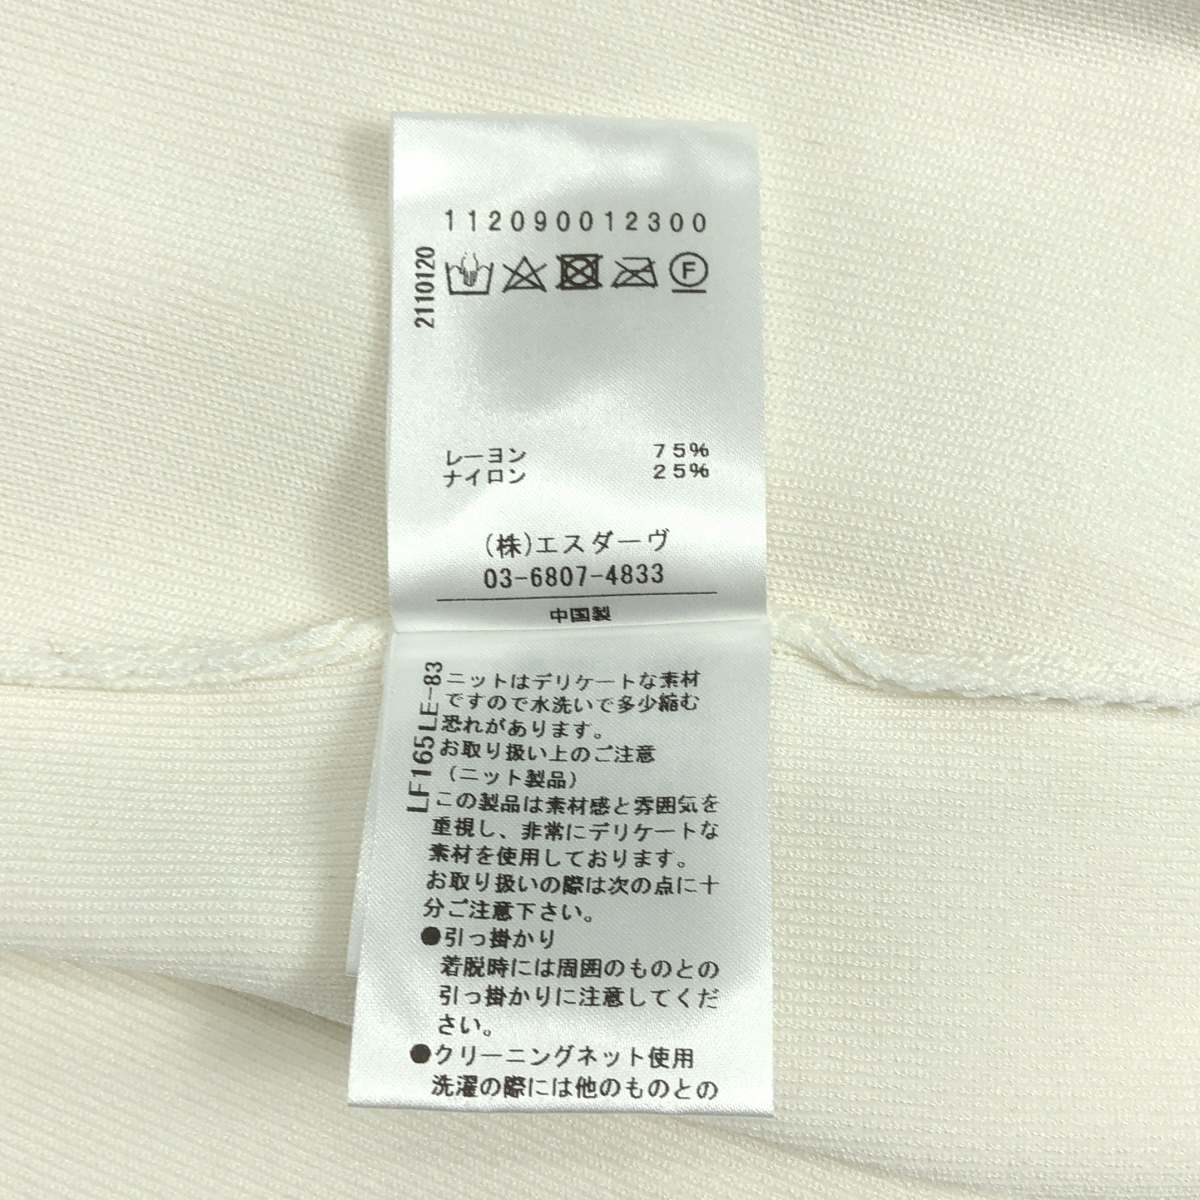 112090012300
2110120
F
レーヨン 75%
ナイロン 25%
(株)エスダーヴ
03-6807-4833
中国製
LF165LE-83
ニットはデリケートな素材
ですので水洗いで多少縮む
恐れがあります。
お取り扱い上のご注意
(ニット製品)
この製品は素材感と雰囲気を
重視し、非常にデリケートな
素材を使用しております。
お取り扱いの際は次の点に十
分ご注意下さい。
●引っ掛かり
着脱時には周囲のものとの
引っ掛かりに注意してくだ
さい。
●クリーニングネット使用
洗濯の際には他のものとの